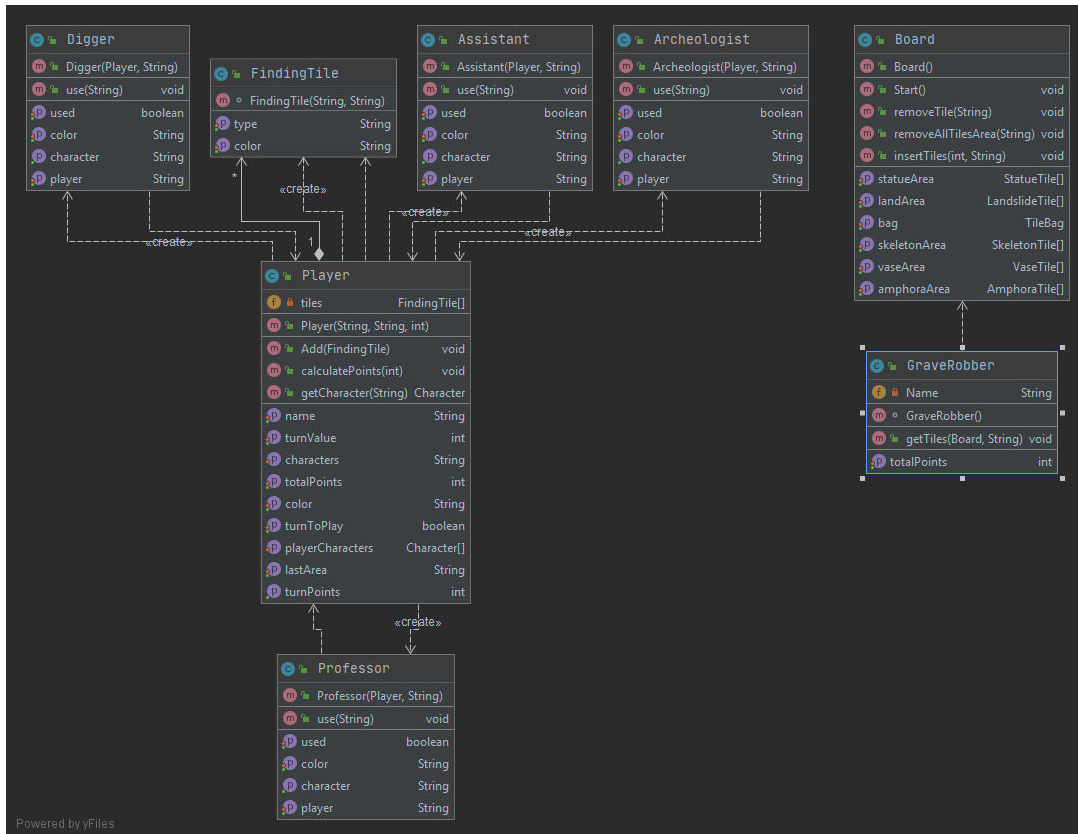 Digger
Digger(Player, String)
use(String) void
used boolean
color String
character String
player String
FindingTile
FindingTile(String, String)
type String
color String
Assistant
Assistant(Player, String)
use(String) void
used boolean
color String
character String
player String
Archeologist
Archeologist(Player, String)
use(String) void
used boolean
color String
character String
player String
Board
Board()
Start() void
removeTile(String) void
removeAllTilesArea(String) void
insertTiles(int, String) void
statueArea StatueTile[]
landArea LandslideTile[]
bag TileBag
skeletonArea SkeletonTile[]
vaseArea VaseTile[]
amphoraArea AmphoraTile[]
*
«create»
«create»
«create»
1
«create»
Player
tiles FindingTile[]
Player(String, String, int)
Add(FindingTile) void
calculatePoints(int) void
getCharacter(String) Character
name String
turnValue int
characters String
totalPoints int
color String
turnToPlay boolean
playerCharacters Character[]
lastArea String
turnPoints int
GraveRobber
Name String
GraveRobber()
getTiles(Board, String) void
totalPoints int
«create»
Professor
Professor(Player, String)
use(String) void
used boolean
color String
character String
player String
Powered by yFiles